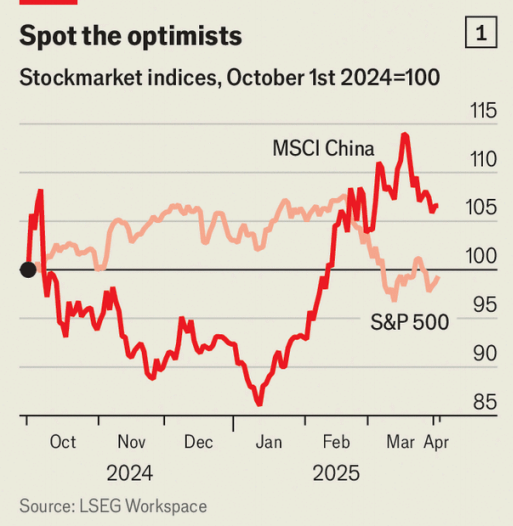 Spot the optimists
1
Stockmarket indices, October 1st 2024=100
115
MSCI China
110
105
100
95
S&P 500
90
85
Oct Nov Dec Jan Feb Mar Apr
2024 2025
Source: LSEG Workspace